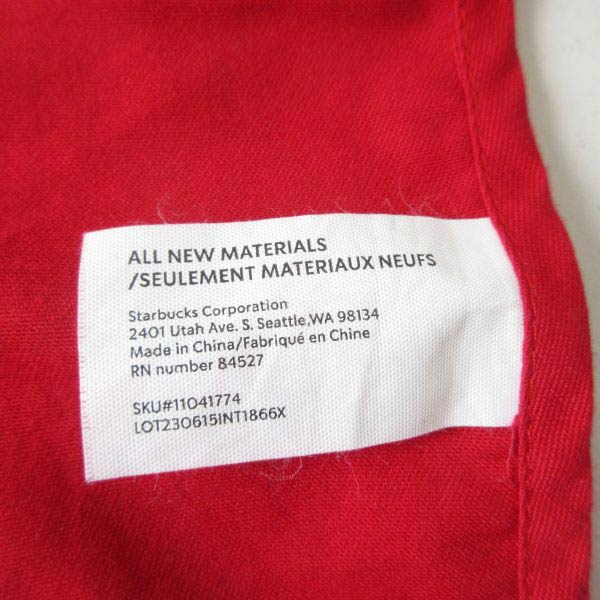 ALL NEW MATERIALS
/SEULEMENT MATERIAUX NEUFS
Starbucks Corporation
2401 Utah Ave. S. Seattle,WA 98134
Made in China/Fabriqué en Chine
RN number 84527
SKU#11041774
LOT230615INT1866X